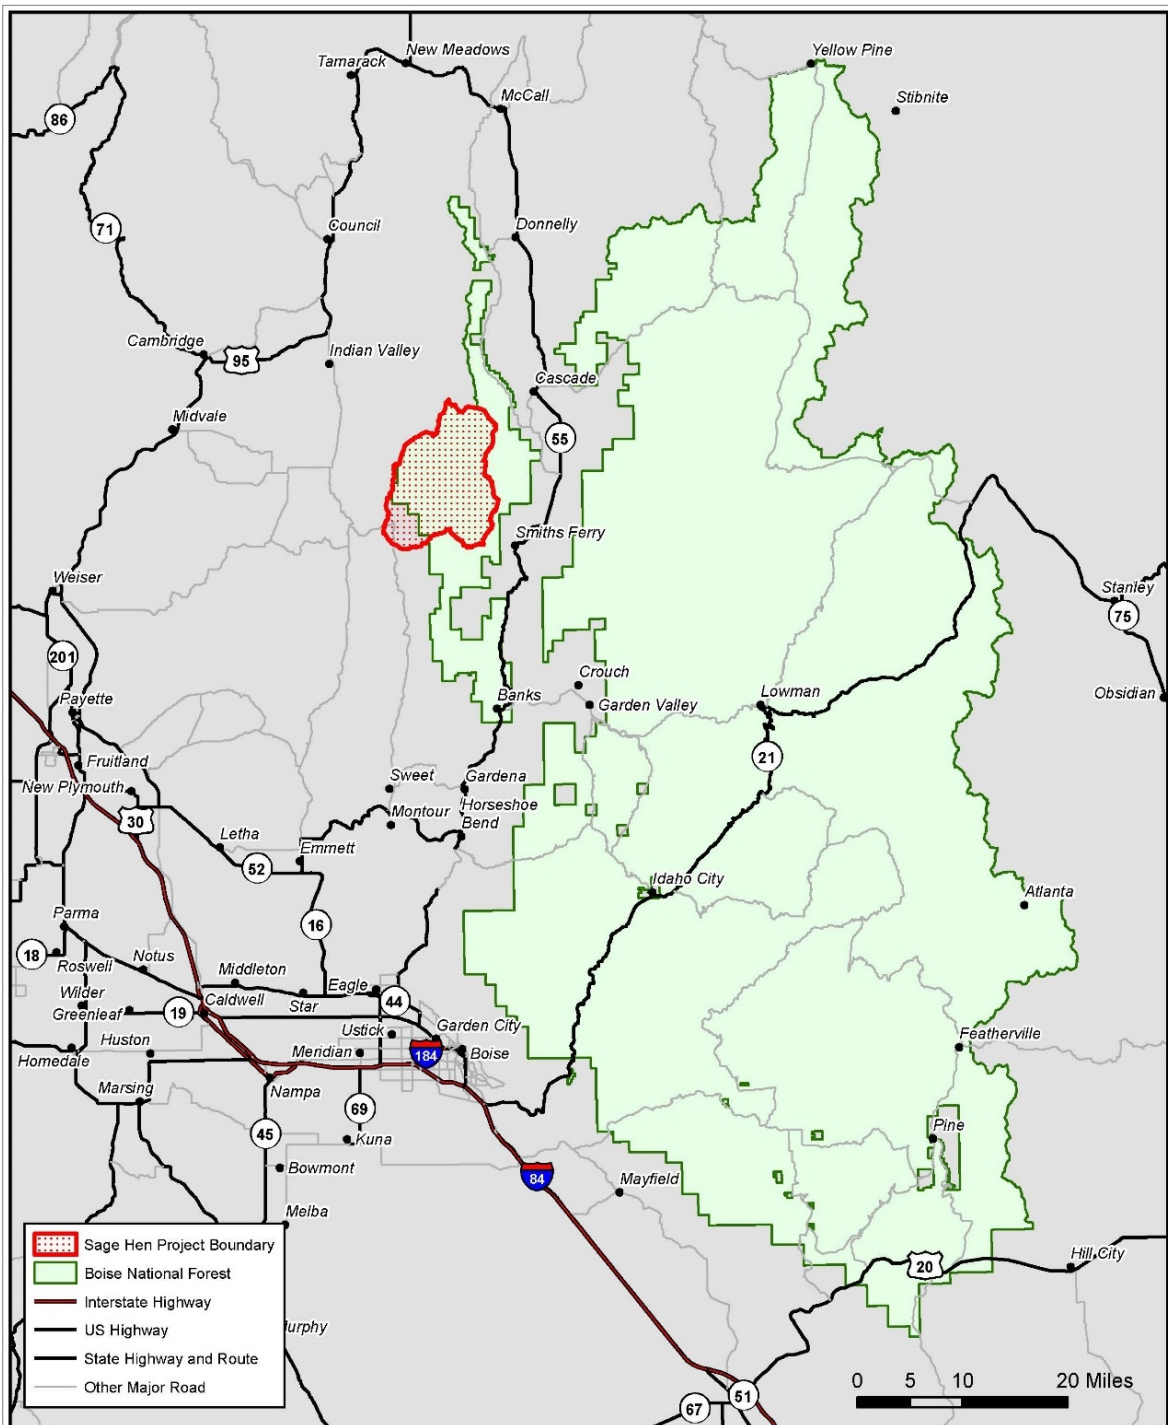 Yellow Pine
New Meadows
Tamarack
Stibnite
McCall
86
71
Council
Donnelly
Cambridge
95
Indian Valley
Cascade
Midvale
55
Smiths Ferry
Weiser
Stanley
75
201
Payette
Crouch
Banks
Garden Valley
Lowman
Obsidian
21
Fruitland
New Plymouth
Sweet
Gardena
Horseshoe
Bend
Montour
30
Letha
Emmett
52
Idaho City
Atlanta
Parma
16
18
Roswell
Notus
Middleton
Eagle
Wilder
Greenleaf
19
Caldwell
Star
44
Ustick
Garden City
Homedale
Huston
Meridian
184
Boise
Featherville
Marsing
Nampa
69
45
Kuna
Pine
Bowmont
84
Mayfield
Melba
Sage Hen Project Boundary
Boise National Forest
Interstate Highway
US Highway
State Highway and Route
Other Major Road
urphy
Hill City
20
0 5 10 20 Miles
51
67